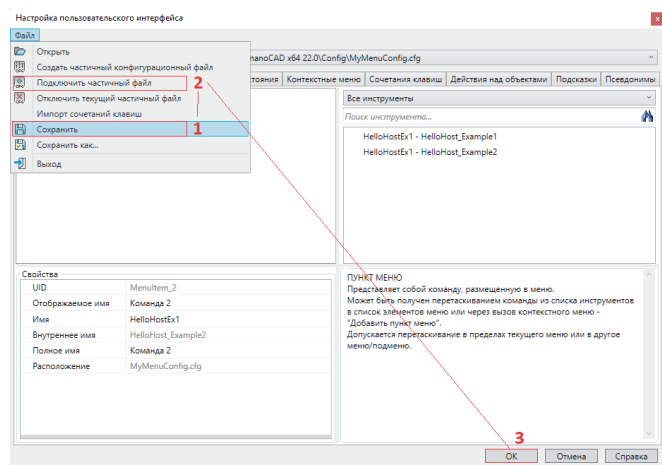 Настройка пользовательского интерфейса
x
Файл
Открыть
Создать частичный конфигурационный файл
Подключить частичный файл 2
Отключить текущий частичный файл
Импорт сочетаний клавиш
Сохранить 1
Сохранить как...
Выход
nanoCAD x64 22.0\Config\MyMenuConfig.cfg
тояния Контекстные меню Сочетания клавиш Действия над объектами Подсказки Псевдонимы
Все инструменты
Поиск инструмента...
HelloHostEx1 - HelloHost_Example1
HelloHostEx1 - HelloHost_Example2
Свойства
UID MenuItem_2
Отображаемое имя Команда 2
Имя HelloHostEx1
Внутреннее имя HelloHost_Example2
Полное имя Команда 2
Расположение MyMenuConfig.cfg
ПУНКТ МЕНЮ
Представляет собой команду, размещенную в меню.
Может быть получен перетаскиванием команды из списка инструментов
в список элементов меню или через вызов контекстного меню -
"Добавить пункт меню".
Допускается перетаскивание в пределах текущего меню или в другое
меню/подменю.
3
OK Отмена Справка